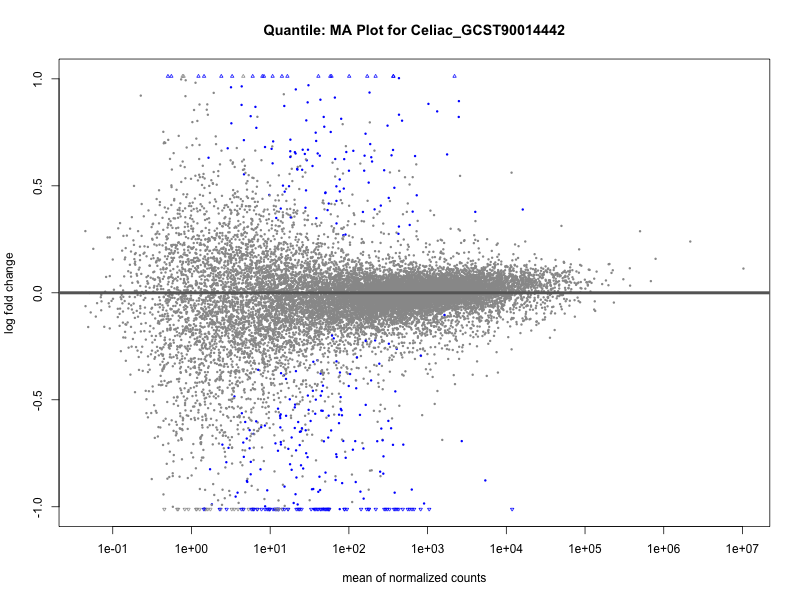 Quantile: MA Plot for Celiac_GCST90014442
log fold change
1.0
0.5
0.0
-0.5
-1.0
1e-01 1e+00 1e+01 1e+02 1e+03 1e+04 1e+05 1e+06 1e+07
mean of normalized counts